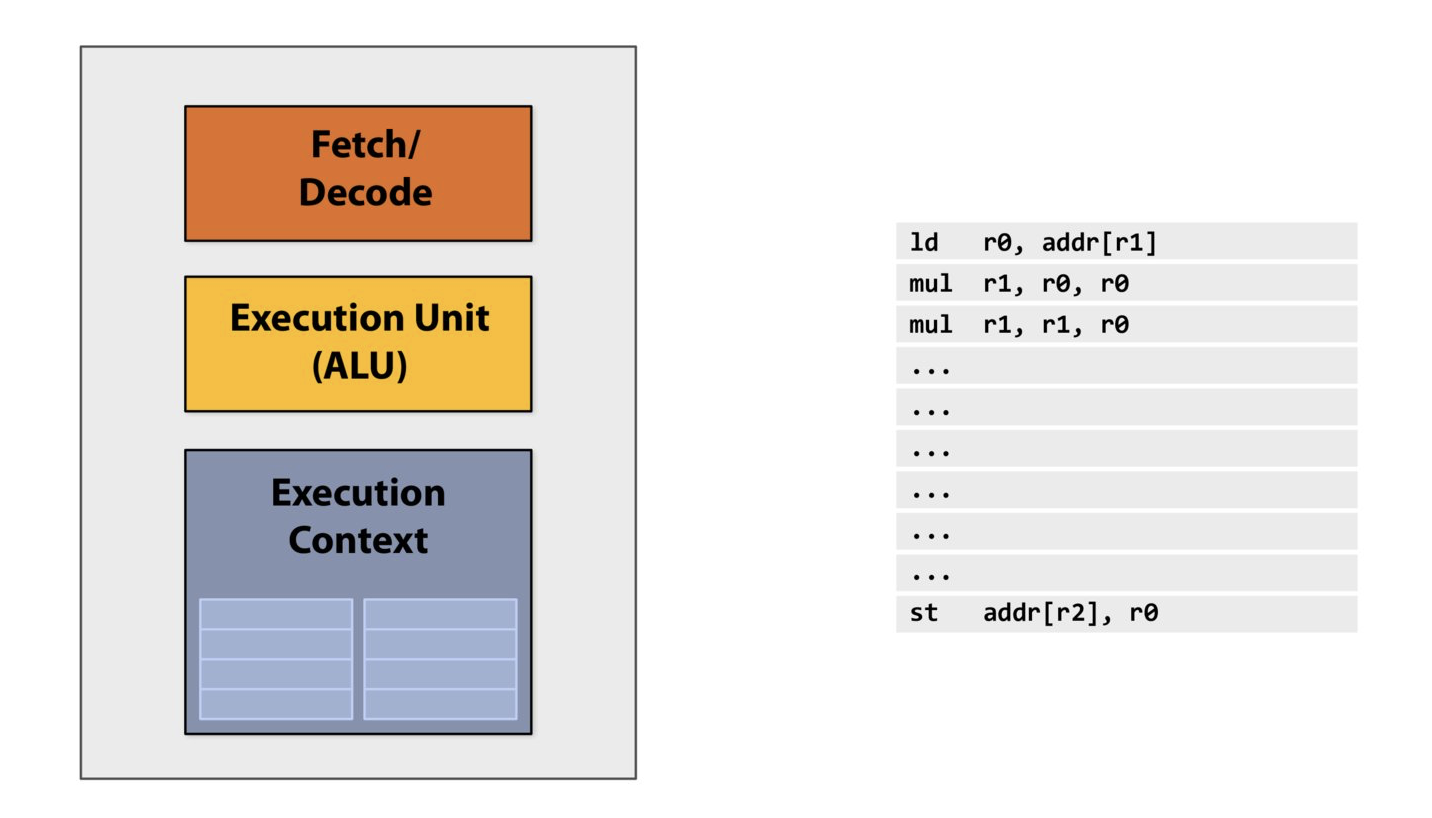 Fetch/
Decode
Execution Unit
(ALU)
Execution
Context
ld r0, addr[r1]
mul r1, r0, r0
mul r1, r1, r0
...
...
...
...
...
...
st addr[r2], r0